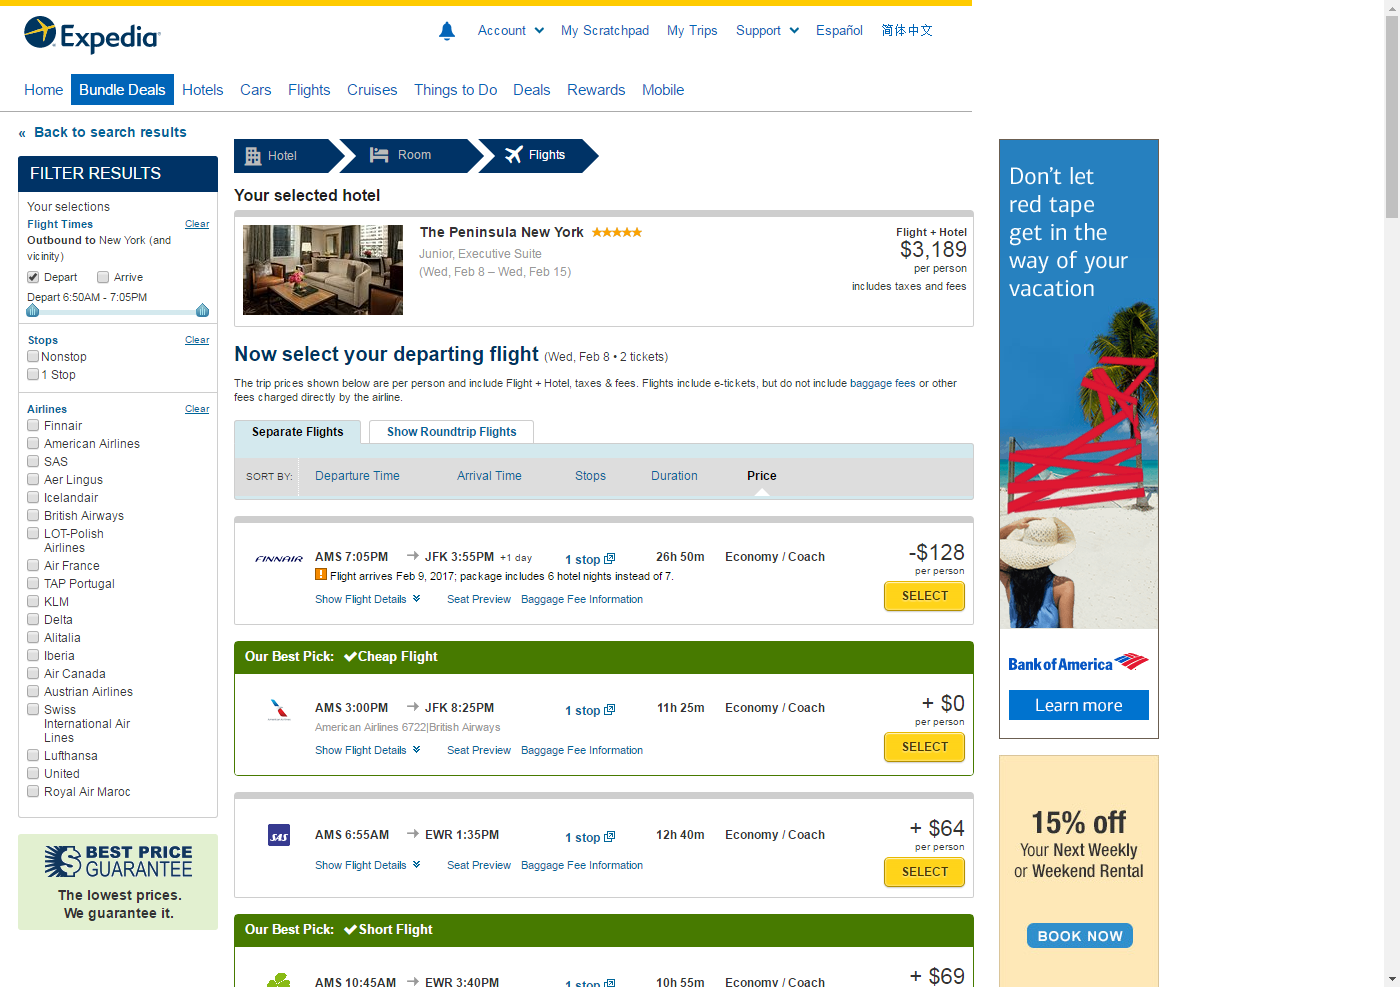 Expedia
Account
My Scratchpad
My Trips
Support
Español
简体中文
Home
Bundle Deals
Hotels
Cars
Flights
Cruises
Things to Do
Deals
Rewards
Mobile
« Back to search results
FILTER RESULTS
Your selections
Flight Times Clear
Outbound to New York (and
vicinity)
Depart Arrive
Depart 6:50AM - 7:05PM
Stops Clear
Nonstop
1 Stop
Airlines Clear
Finnair
American Airlines
SAS
Aer Lingus
Icelandair
British Airways
LOT-Polish
Airlines
Air France
TAP Portugal
KLM
Delta
Alitalia
Iberia
Air Canada
Austrian Airlines
Swiss
International Air
Lines
Lufthansa
United
Royal Air Maroc
BEST PRICE
GUARANTEE
The lowest prices.
We guarantee it.
Hotel
Room
Flights
Your selected hotel
The Peninsula New York
Junior, Executive Suite
(Wed, Feb 8 – Wed, Feb 15)
Flight + Hotel
$3,189
per person
includes taxes and fees
Now select your departing flight (Wed, Feb 8 • 2 tickets)
The trip prices shown below are per person and include Flight + Hotel, taxes & fees. Flights include e-tickets, but do not include baggage fees or other
fees charged directly by the airline.
Separate Flights
Show Roundtrip Flights
SORT BY: Departure Time Arrival Time Stops Duration Price
FINNAIR
AMS 7:05PM JFK 3:55PM +1 day 1 stop 26h 50m Economy / Coach -$128
per person
! Flight arrives Feb 9, 2017; package includes 6 hotel nights instead of 7.
Show Flight Details Seat Preview Baggage Fee Information SELECT
Our Best Pick: Cheap Flight
AMS 3:00PM JFK 8:25PM 1 stop 11h 25m Economy / Coach + $0
per person
American Airlines 6722|British Airways
Show Flight Details Seat Preview Baggage Fee Information SELECT
SAS
AMS 6:55AM EWR 1:35PM 1 stop 12h 40m Economy / Coach + $64
per person
Show Flight Details Seat Preview Baggage Fee Information SELECT
Our Best Pick: Short Flight
AMS 10:45AM EWR 3:40PM 1 stop 10h 55m Economy / Coach + $69
Don't let
red tape
get in the
way of your
vacation
Bank of America
Learn more
15% off
Your Next Weekly
or Weekend Rental
BOOK NOW